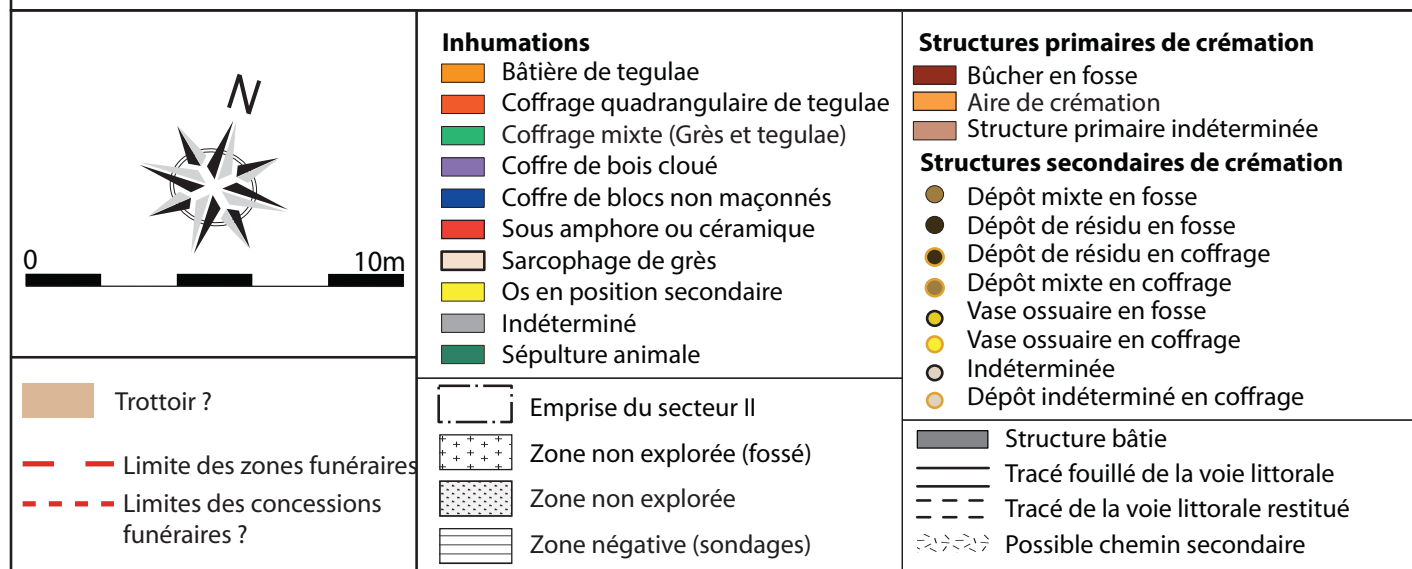 N
0 10m
Trottoir ?
Limite des zones funéraires
Limites des concessions
funéraires ?
Inhumations
Bâtière de tegulae
Coffrage quadrangulaire de tegulae
Coffrage mixte (Grès et tegulae)
Coffre de bois cloué
Coffre de blocs non maçonnés
Sous amphore ou céramique
Sarcophage de grès
Os en position secondaire
Indéterminé
Sépulture animale
Emprise du secteur II
Zone non explorée (fossé)
Zone non explorée
Zone négative (sondages)
Structures primaires de crémation
Bûcher en fosse
Aire de crémation
Structure primaire indéterminée
Structures secondaires de crémation
Dépôt mixte en fosse
Dépôt de résidu en fosse
Dépôt de résidu en coffrage
Dépôt mixte en coffrage
Vase ossuaire en fosse
Vase ossuaire en coffrage
Indéterminée
Dépôt indéterminé en coffrage
Structure bâtie
Tracé fouillé de la voie littorale
Tracé de la voie littorale restitué
Possible chemin secondaire